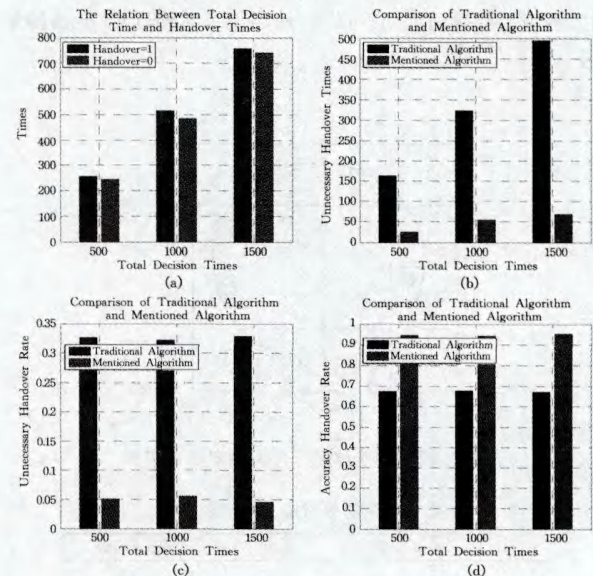 The Relation Between Total Decision
Time and Handover Times
800
700
600
500
400
300
200
100
0
Times
Handover=1
Handover=0
500
1000
1500
Total Decision Times
(a)
Comparison of Traditional Algorithm
and Mentioned Algorithm
500
450
400
350
300
250
200
150
100
50
0
Unnecessary Handover Times
Traditional Algorithm
Mentioned Algorithm
500
1000
1500
Total Decision Times
(b)
Comparison of Traditional Algorithm
and Mentioned Algorithm
0.35
0.3
0.25
0.2
0.15
0.1
0.05
0
Unnecessary Handover Rate
Traditional Algorithm
Mentioned Algorithm
500
1000
1500
Total Decision Times
(c)
Comparison of Traditional Algorithm
and Mentioned Algorithm
1
0.9
0.8
0.7
0.6
0.5
0.4
0.3
0.2
0.1
0
Accuracy Handover Rate
Traditional Algorithm
Mentioned Algorithm
500
1000
1500
Total Decision Times
(d)